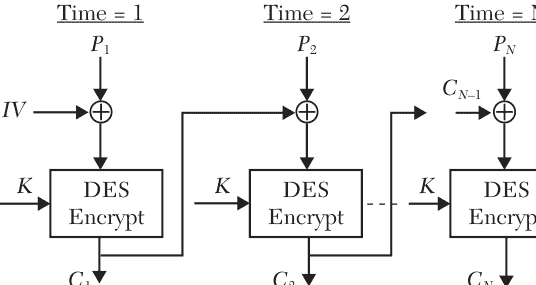 Time = 1 Time = 2 Time = N
P1 P2 PN
IV CN–1
K DES Encrypt K DES Encrypt K DES Encrypt
C1 C2 CN